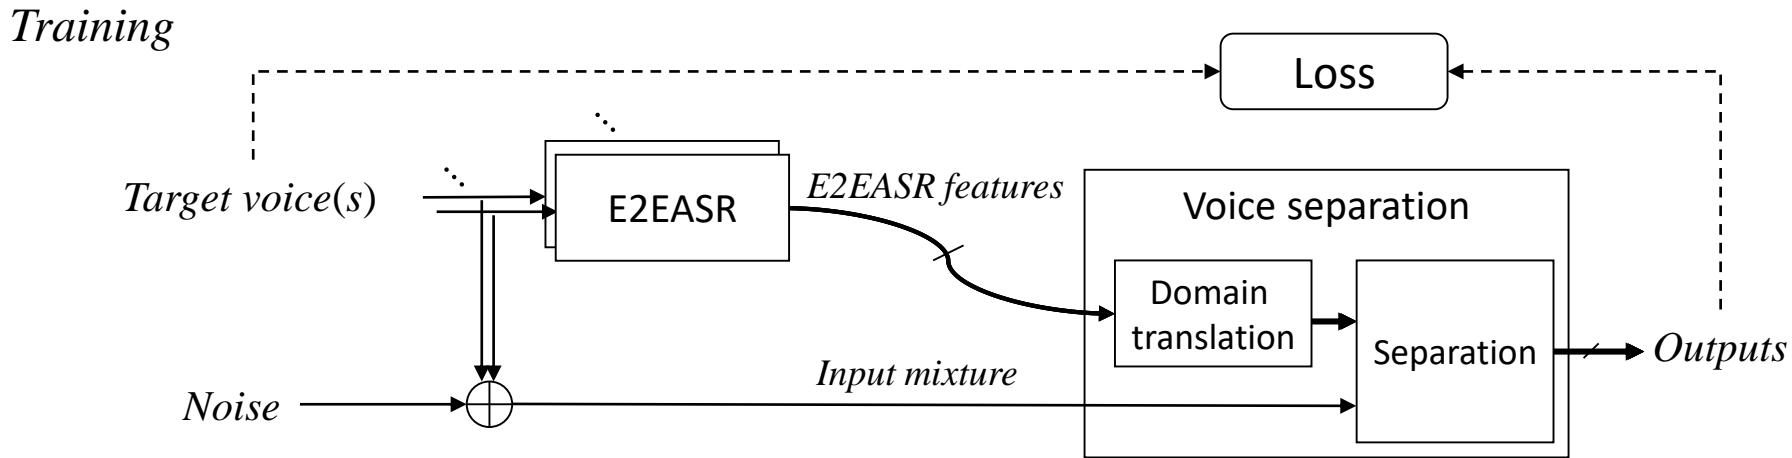 Training
Loss
Target voice(s)
E2EASR
E2EASR features
Voice separation
Domain
translation
Separation
Outputs
Input mixture
Noise